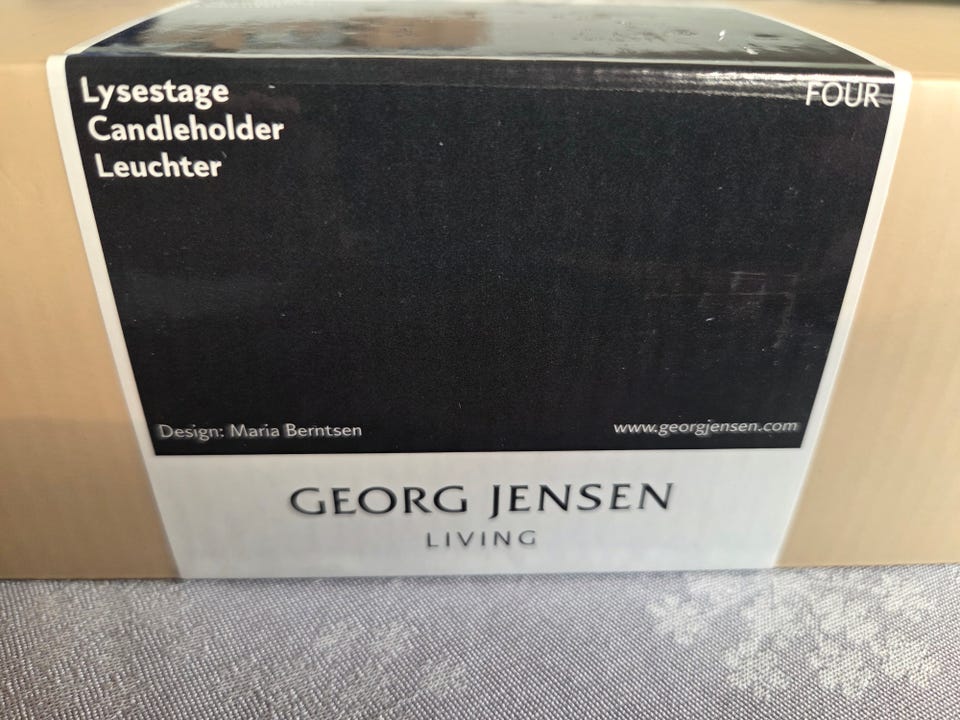 Lysestage
Candleholder
Leuchter
FOUR
Design: Maria Berntsen
www.georgjensen.com
GEORG JENSEN
LIVING